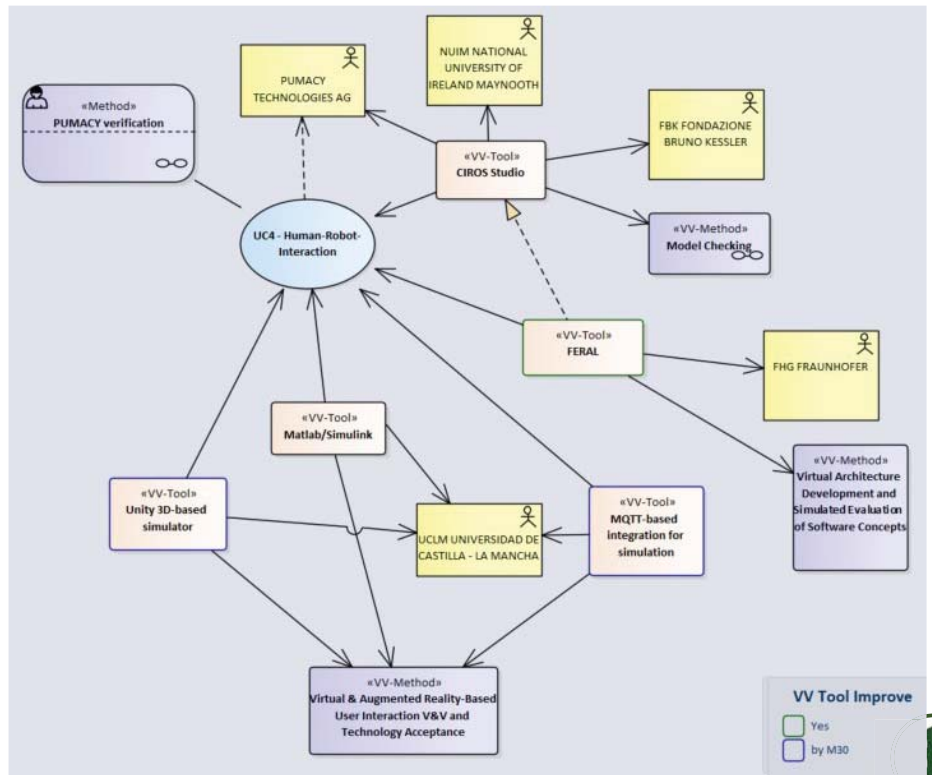 NUIM NATIONAL
UNIVERSITY OF
IRELAND MAYNOOTH
PUMACY
TECHNOLOGIES AG
«Method»
PUMACY verification
FBK FONDAZIONE
BRUNO KESSLER
«VV-Tool»
CIROS Studio
UC4 - Human-Robot-
Interaction
«VV-Method»
Model Checking
«VV-Tool»
FERAL
FHG FRAUNHOFER
«VV-Tool»
Matlab/Simulink
«VV-Method»
Virtual Architecture
Development and
Simulated Evaluation
of Software Concepts
«VV-Tool»
Unity 3D-based
simulator
UCLM UNIVERSIDAD DE
CASTILLA - LA MANCHA
«VV-Tool»
MQTT-based
integration for
simulation
«VV-Method»
Virtual & Augmented Reality-Based
User Interaction V&V and
Technology Acceptance
VV Tool Improve
Yes
by M30